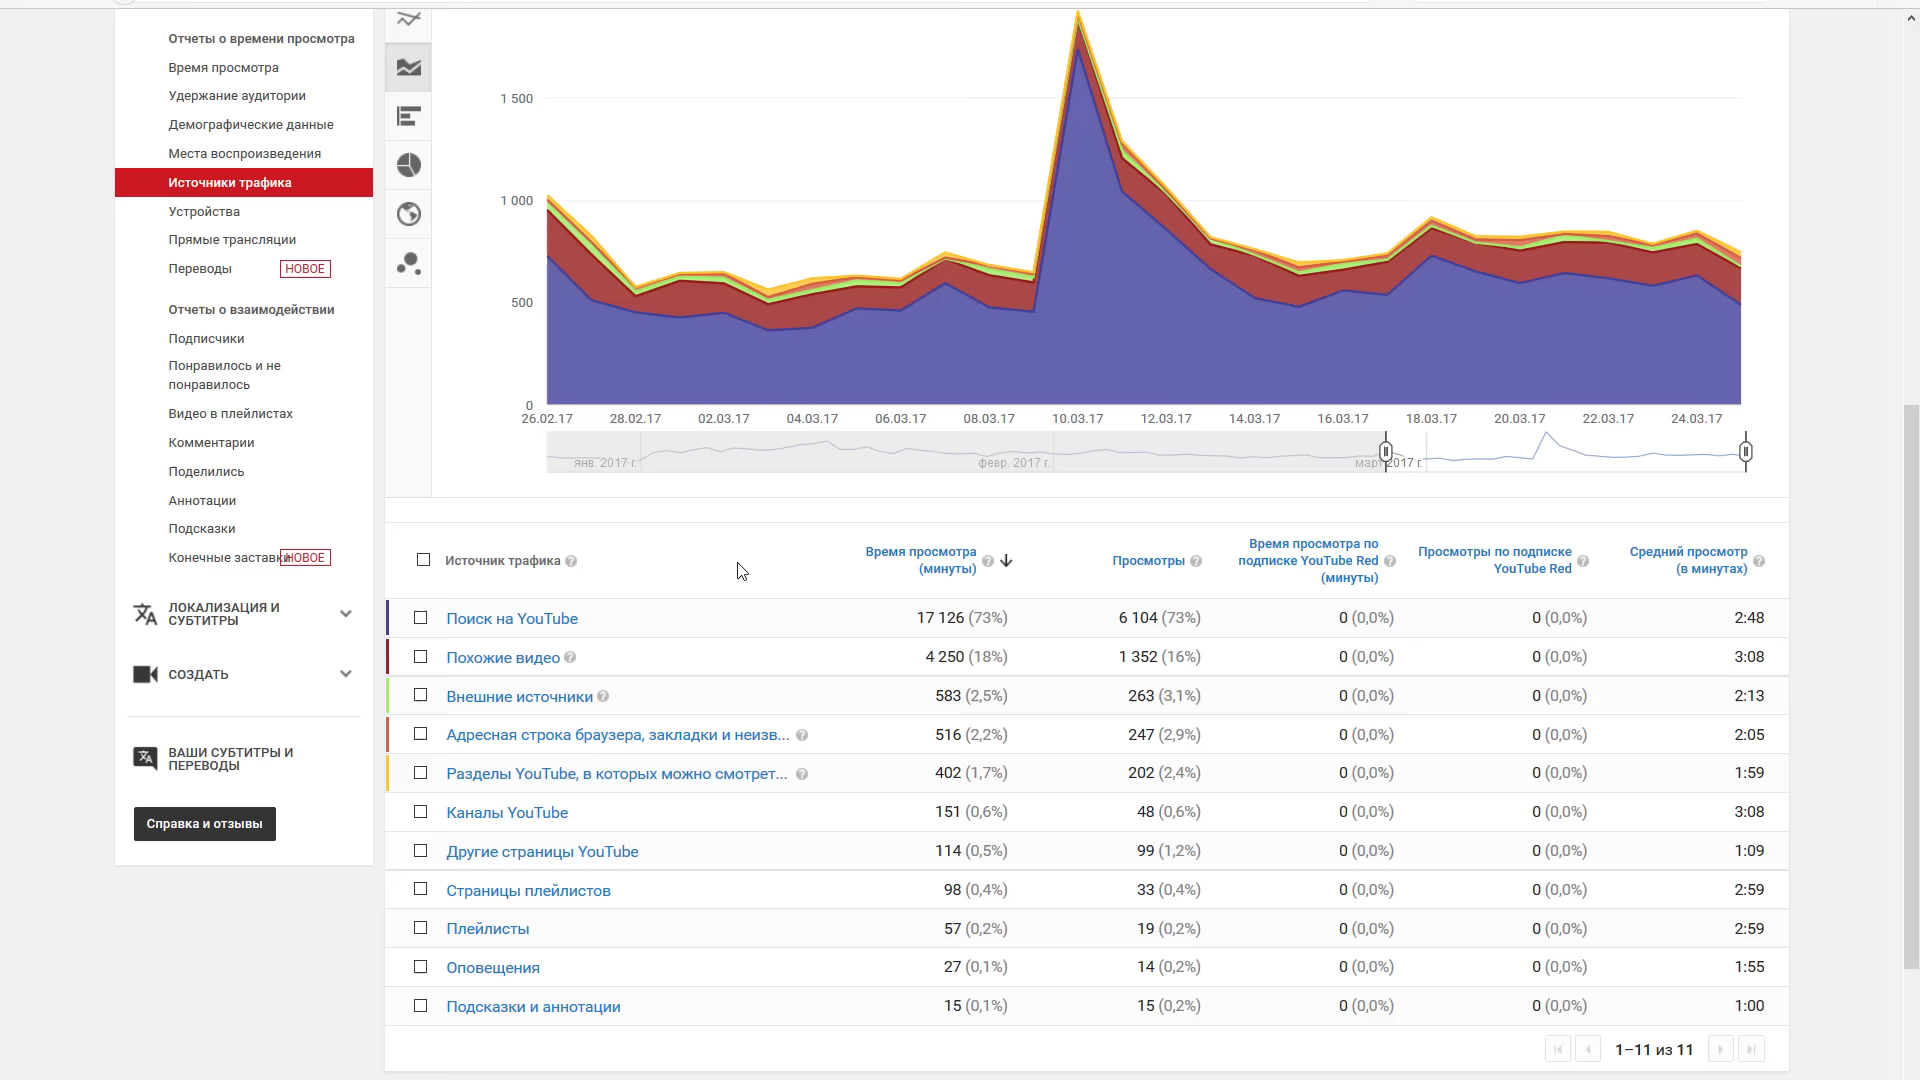 Отчеты о времени просмотра
Время просмотра
Удержание аудитории
Демографические данные
Места воспроизведения
Источники трафика
Устройства
Прямые трансляции
Переводы НОВОЕ
Отчеты о взаимодействии
Подписчики
Понравилось и не
понравилось
Видео в плейлистах
Комментарии
Поделились
Аннотации
Подсказки
Конечные заставки НОВОЕ
ЛОКАЛИЗАЦИЯ И
СУБТИТРЫ
СОЗДАТЬ
ВАШИ СУБТИТРЫ И
ПЕРЕВОДЫ
Справка и отзывы
1 500
1 000
500
0
26.02.17 28.02.17 02.03.17 04.03.17 06.03.17 08.03.17 10.03.17 12.03.17 14.03.17 16.03.17 18.03.17 20.03.17 22.03.17 24.03.17
янв. 2017 г. февр. 2017 г. март 2017 г.
Источник трафика ?
Время просмотра
(минуты) ?
Просмотры ?
Время просмотра по
подписке YouTube Red ?
(минуты)
Просмотры по подписке
YouTube Red ?
Средний просмотр
(в минутах) ?
Поиск на YouTube 17 126 (73%) 6 104 (73%) 0 (0,0%) 0 (0,0%) 2:48
Похожие видео ? 4 250 (18%) 1 352 (16%) 0 (0,0%) 0 (0,0%) 3:08
Внешние источники ? 583 (2,5%) 263 (3,1%) 0 (0,0%) 0 (0,0%) 2:13
Адресная строка браузера, закладки и неизв... ? 516 (2,2%) 247 (2,9%) 0 (0,0%) 0 (0,0%) 2:05
Разделы YouTube, в которых можно смотрет... ? 402 (1,7%) 202 (2,4%) 0 (0,0%) 0 (0,0%) 1:59
Каналы YouTube 151 (0,6%) 48 (0,6%) 0 (0,0%) 0 (0,0%) 3:08
Другие страницы YouTube 114 (0,5%) 99 (1,2%) 0 (0,0%) 0 (0,0%) 1:09
Страницы плейлистов 98 (0,4%) 33 (0,4%) 0 (0,0%) 0 (0,0%) 2:59
Плейлисты 57 (0,2%) 19 (0,2%) 0 (0,0%) 0 (0,0%) 2:59
Оповещения 27 (0,1%) 14 (0,2%) 0 (0,0%) 0 (0,0%) 1:55
Подсказки и аннотации 15 (0,1%) 15 (0,2%) 0 (0,0%) 0 (0,0%) 1:00
1–11 из 11